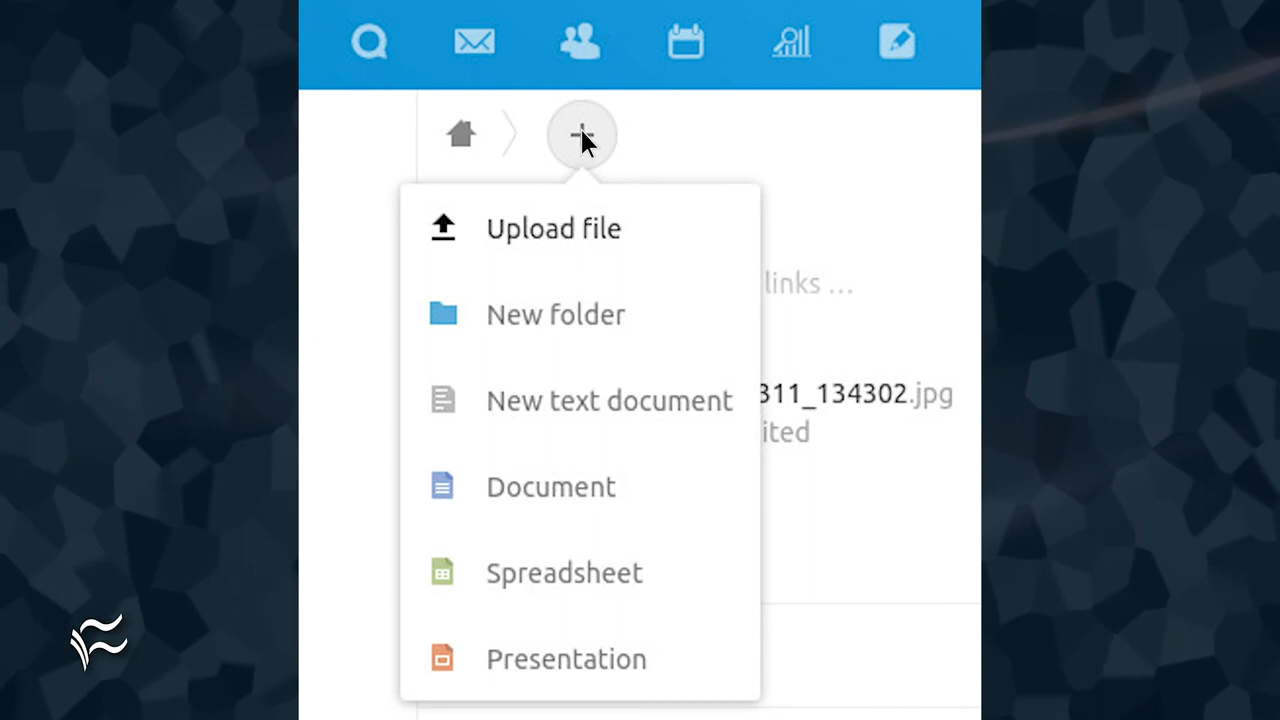 Upload file
links ...
New folder
New text document
311_134302.jpg
ited
Document
Spreadsheet
Presentation